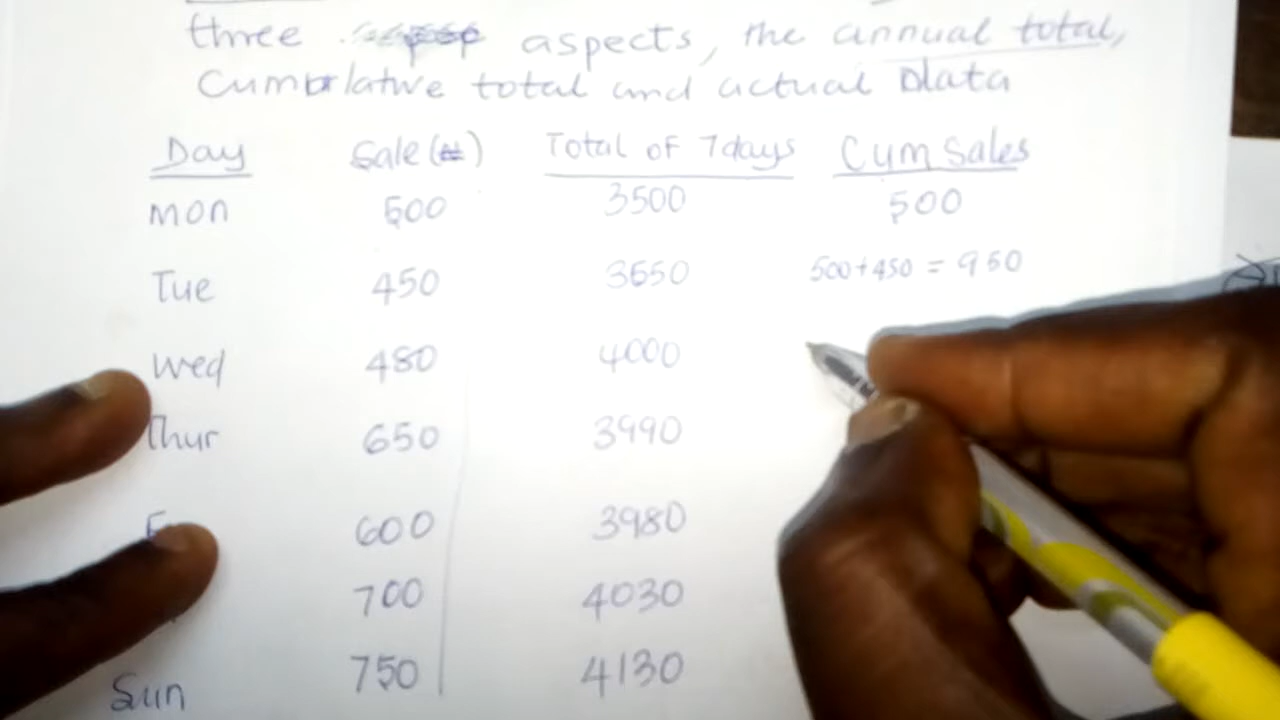 three aspects, the annual total,
Cumulative total and actual Data
Day Sale (₦) Total of 7days Cum Sales
Mon 500 3500 500
Tue 450 3550 500+450 = 950
Wed 480 4000
Thur 650 3990
600 3980
700 4030
Sun 750 4130